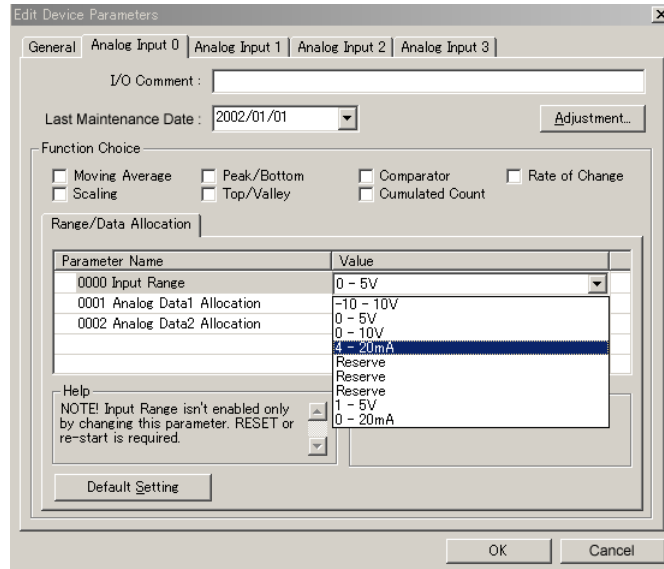 Edit Device Parameters
General
Analog Input 0
Analog Input 1
Analog Input 2
Analog Input 3
I/O Comment :
Last Maintenance Date : 2002/01/01
Adjustment...
Function Choice
Moving Average
Peak/Bottom
Comparator
Rate of Change
Scaling
Top/Valley
Cumulated Count
Range/Data Allocation
Parameter Name
Value
0000 Input Range
0 - 5V
0001 Analog Data1 Allocation
0002 Analog Data2 Allocation
-10 - 10V
0 - 5V
0 - 10V
4 - 20mA
Reserve
Reserve
Reserve
1 - 5V
0 - 20mA
Help
NOTE! Input Range isn't enabled only
by changing this parameter. RESET or
re-start is required.
Default Setting
OK
Cancel